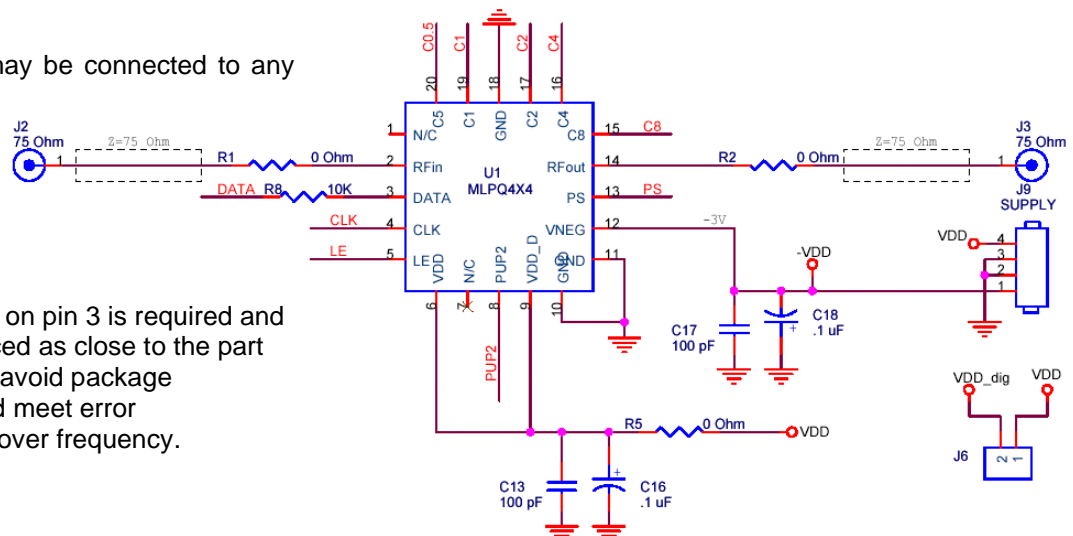 may be connected to any
on pin 3 is required and
ced as close to the part
avoid package
d meet error
over frequency.
C0.5
C1
C2
C4
20
19
18
17
16
C5
C1
GND
C2
C4
J2
75 Ohm
1
Z=75 Ohm
R1
0 Ohm
DATA
R8
10K
CLK
LE
1
2
3
4
5
N/C
RFin
DATA
CLK
LE
U1
MLPQ4X4
C8
RFout
PS
VNEG
GND
15
14
13
12
11
C8
PS
-3V
R2
0 Ohm
Z=75 Ohm
1
J3
75 Ohm
J9
SUPPLY
VDD
4
3
2
1
-VDD
C17
100 pF
C18
+
.1 uF
VDD
N/C
PUP2
VDD_D
GND
6
7
8
9
10
PUP2
R5
0 Ohm
VDD
C13
100 pF
+
C16
.1 uF
VDD_dig
VDD
J6
2
1